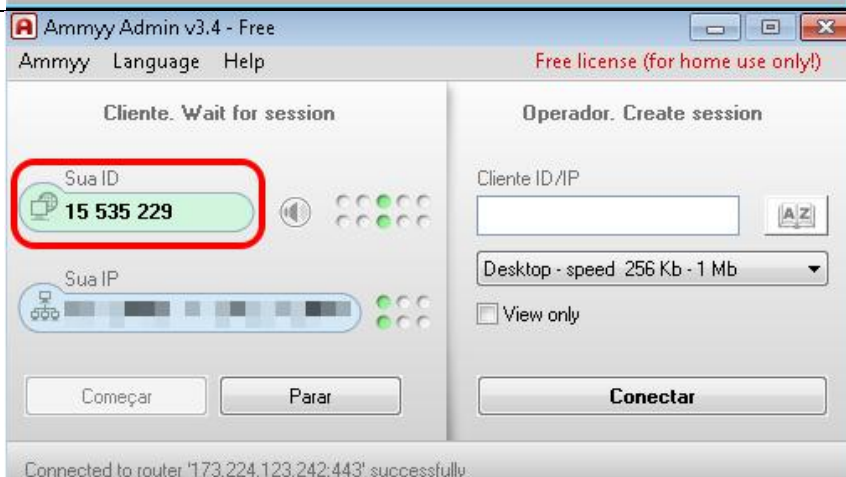 Ammyy Admin v3.4 - Free
Ammyy Language Help
Free license (for home use only!)
Cliente. Wait for session
Sua ID
15 535 229
Sua IP
Começar
Parar
Operador. Create session
Cliente ID/IP
AZ
Desktop - speed 256 Kb - 1 Mb
View only
Conectar
Connected to router '173.224.123.242:443' successfully